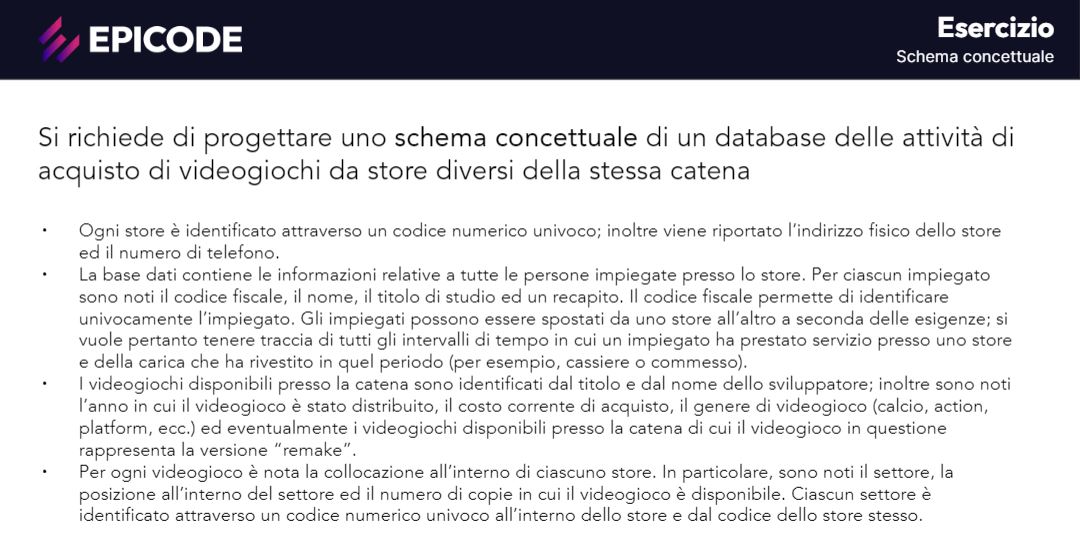 EPICODE
Esercizio
Schema concettuale
Si richiede di progettare uno schema concettuale di un database delle attività di
acquisto di videogiochi da store diversi della stessa catena
• Ogni store è identificato attraverso un codice numerico univoco; inoltre viene riportato l’indirizzo fisico dello store
ed il numero di telefono.
• La base dati contiene le informazioni relative a tutte le persone impiegate presso lo store. Per ciascun impiegato
sono noti il codice fiscale, il nome, il titolo di studio ed un recapito. Il codice fiscale permette di identificare
univocamente l’impiegato. Gli impiegati possono essere spostati da uno store all’altro a seconda delle esigenze; si
vuole pertanto tenere traccia di tutti gli intervalli di tempo in cui un impiegato ha prestato servizio presso uno store
e della carica che ha rivestito in quel periodo (per esempio, cassiere o commesso).
• I videogiochi disponibili presso la catena sono identificati dal titolo e dal nome dello sviluppatore; inoltre sono noti
l’anno in cui il videogioco è stato distribuito, il costo corrente di acquisto, il genere di videogioco (calcio, action,
platform, ecc.) ed eventualmente i videogiochi disponibili presso la catena di cui il videogioco in questione
rappresenta la versione “remake”.
• Per ogni videogioco è nota la collocazione all’interno di ciascuno store. In particolare, sono noti il settore, la
posizione all’interno del settore ed il numero di copie in cui il videogioco è disponibile. Ciascun settore è
identificato attraverso un codice numerico univoco all’interno dello store e dal codice dello store stesso.